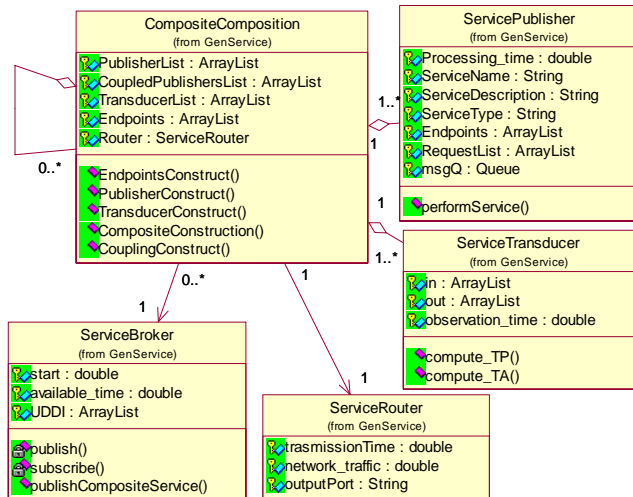 CompositeComposition
(from GenService)
PublisherList : ArrayList
CoupledPublishersList : ArrayList
TransducerList : ArrayList
Endpoints : ArrayList
Router : ServiceRouter
EndpointsConstruct()
PublisherConstruct()
TransducerConstruct()
CompositeConstruction()
CouplingConstruct()
0..*
ServicePublisher
(from GenService)
Processing_time : double
ServiceName : String
ServiceDescription : String
ServiceType : String
Endpoints : ArrayList
RequestList : ArrayList
msgQ : Queue
performService()
1..*
1
1
1..*
ServiceTransducer
(from GenService)
in : ArrayList
out : ArrayList
observation_time : double
compute_TP()
compute_TA()
0..*
1
1
1
ServiceBroker
(from GenService)
start : double
available_time : double
UDDI : ArrayList
publish()
subscribe()
publishCompositeService()
ServiceRouter
(from GenService)
trasmissionTime : double
network_traffic : double
outputPort : String